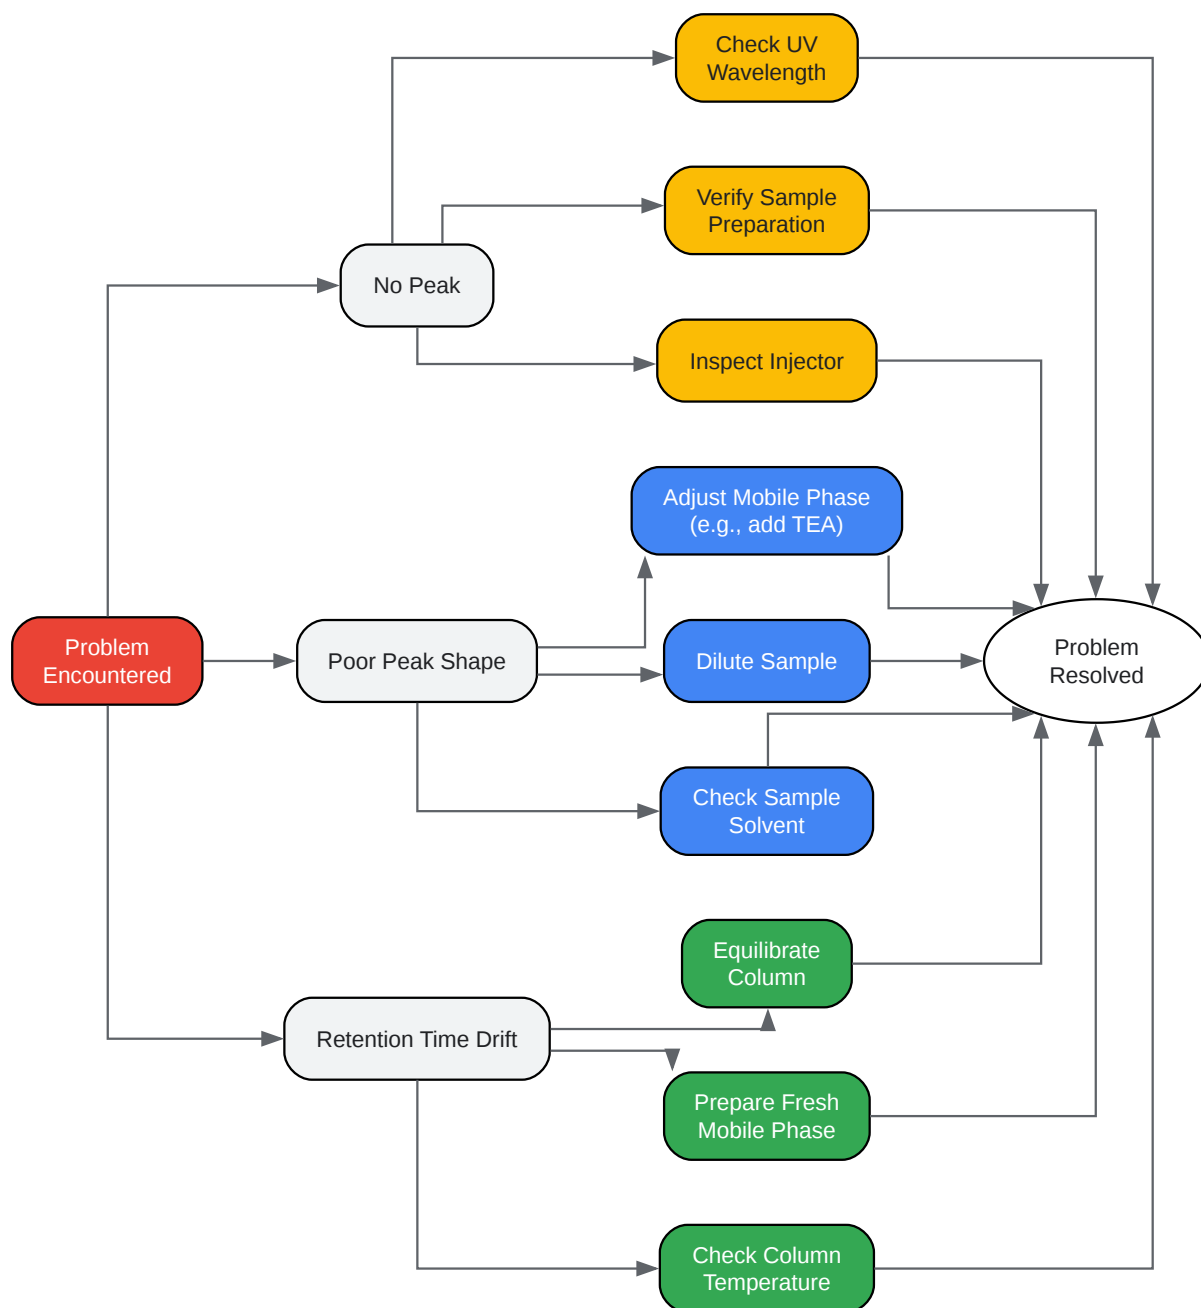 Check UV
Wavelength
Verify Sample
Preparation
No Peak
Inspect Injector
Adjust Mobile Phase
(e.g., add TEA)
Problem
Encountered
Poor Peak Shape
Dilute Sample
Problem
Resolved
Check Sample
Solvent
Equilibrate
Column
Retention Time Drift
Prepare Fresh
Mobile Phase
Check Column
Temperature